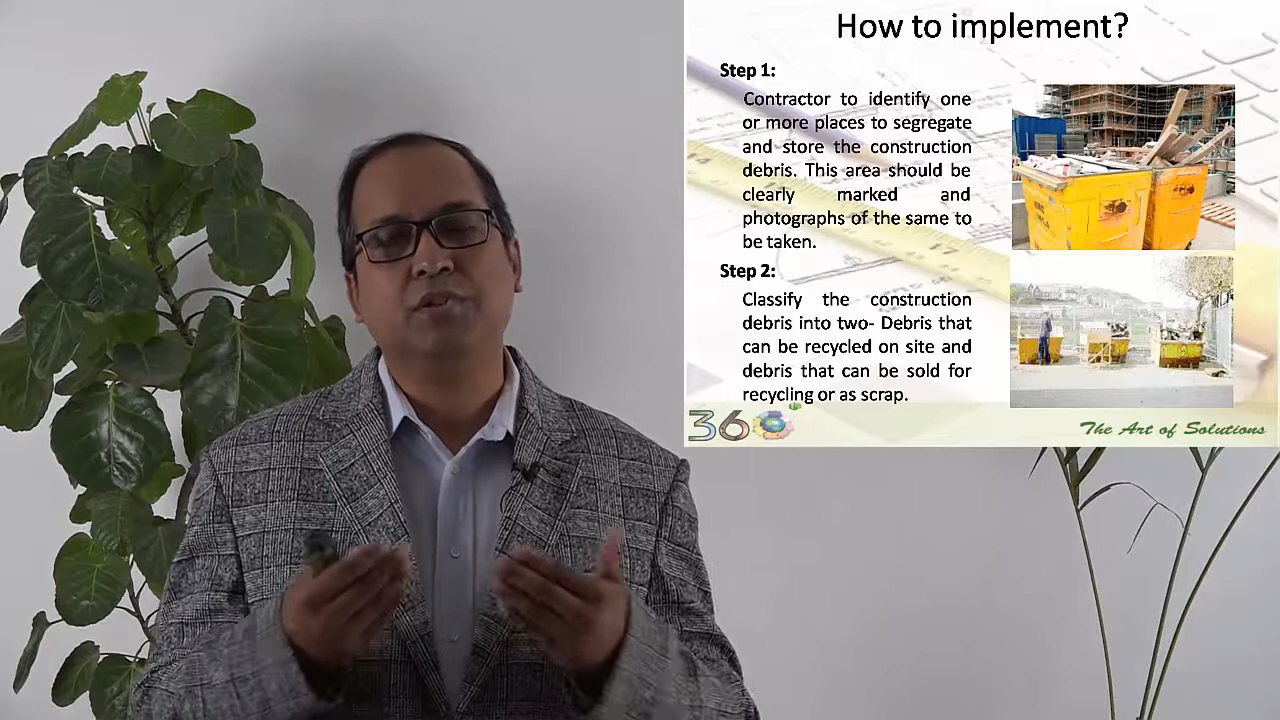 How to implement?
Step 1:
Contractor to identify one
or more places to segregate
and store the construction
debris. This area should be
clearly marked and
photographs of the same to
be taken.
Step 2:
Classify the construction
debris into two- Debris that
can be recycled on site and
debris that can be sold for
recycling or as scrap.
36
The Art of Solutions